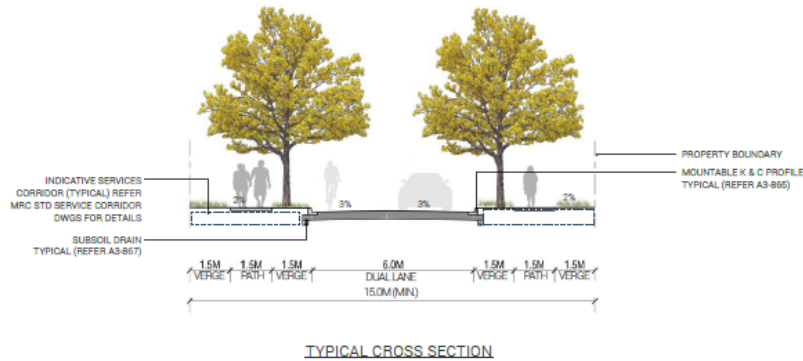 PROPERTY BOUNDARY
MOUNTABLE K & C PROFILE
TYPICAL (REFER A3-865)
INDICATIVE SERVICES
CORRIDOR (TYPICAL) REFER
MRC STD SERVICE CORRIDOR
DWGS FOR DETAILS
SUBSOIL DRAIN
TYPICAL (REFER A3-867)
2% 3% 3% 2%
1.5M 1.5M 1.5M 6.0M 1.5M 1.5M 1.5M
VERGE PATH VERGE DUAL LANE VERGE PATH VERGE
15.0M (MIN.)
TYPICAL CROSS SECTION